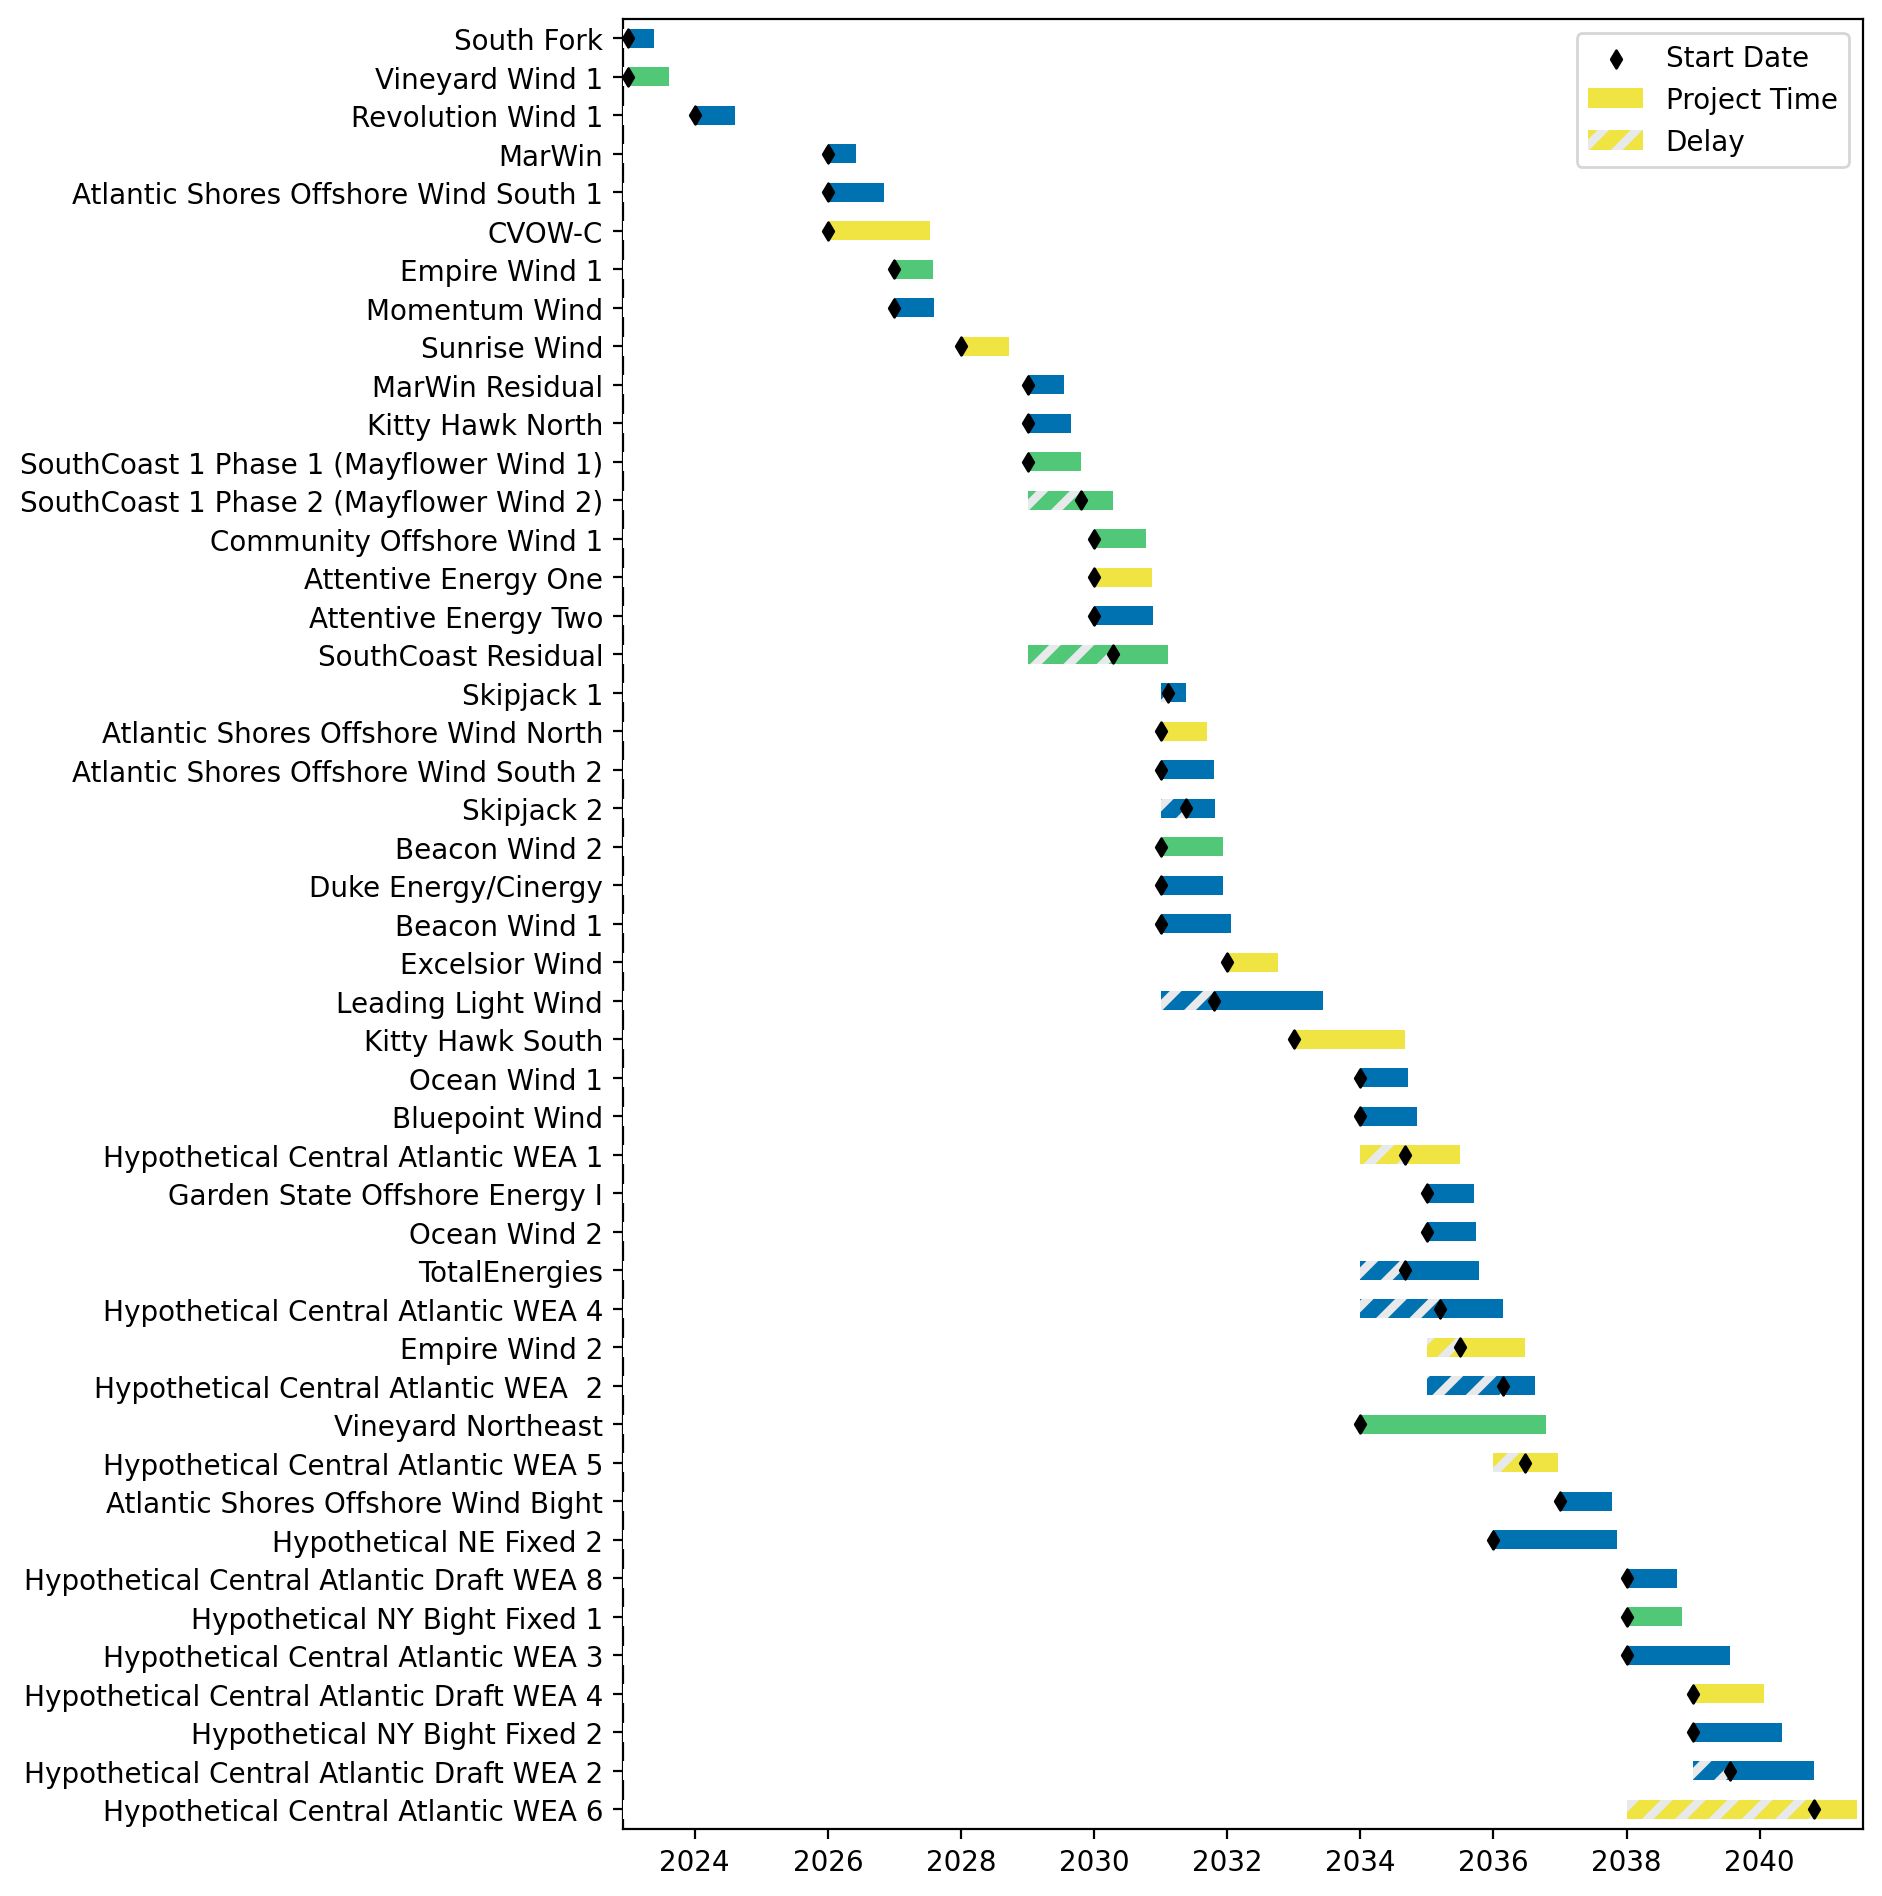 South Fork
Vineyard Wind 1
Revolution Wind 1
MarWin
Atlantic Shores Offshore Wind South 1
CVOW-C
Empire Wind 1
Momentum Wind
Sunrise Wind
MarWin Residual
Kitty Hawk North
SouthCoast 1 Phase 1 (Mayflower Wind 1)
SouthCoast 1 Phase 2 (Mayflower Wind 2)
Community Offshore Wind 1
Attentive Energy One
Attentive Energy Two
SouthCoast Residual
Skipjack 1
Atlantic Shores Offshore Wind North
Atlantic Shores Offshore Wind South 2
Skipjack 2
Beacon Wind 2
Duke Energy/Cinergy
Beacon Wind 1
Excelsior Wind
Leading Light Wind
Kitty Hawk South
Ocean Wind 1
Bluepoint Wind
Hypothetical Central Atlantic WEA 1
Garden State Offshore Energy I
Ocean Wind 2
TotalEnergies
Hypothetical Central Atlantic WEA 4
Empire Wind 2
Hypothetical Central Atlantic WEA  2
Vineyard Northeast
Hypothetical Central Atlantic WEA 5
Atlantic Shores Offshore Wind Bight
Hypothetical NE Fixed 2
Hypothetical Central Atlantic Draft WEA 8
Hypothetical NY Bight Fixed 1
Hypothetical Central Atlantic WEA 3
Hypothetical Central Atlantic Draft WEA 4
Hypothetical NY Bight Fixed 2
Hypothetical Central Atlantic Draft WEA 2
Hypothetical Central Atlantic WEA 6
2024 2026 2028 2030 2032 2034 2036 2038 2040
Start Date
Project Time
Delay